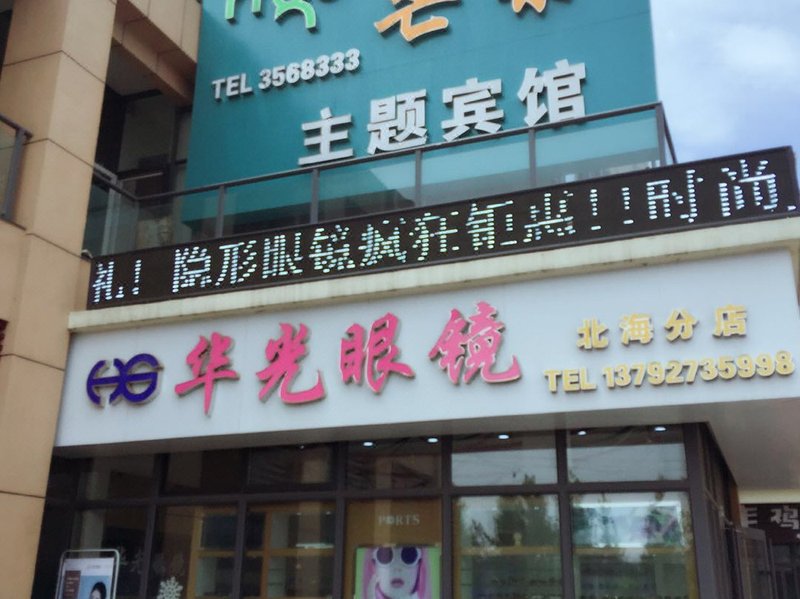 TEL 3568333
主题宾馆
礼! 隐形眼镜疯狂钜惠!!时尚
华光眼镜
北海分店
TEL 13792735998
PORTS